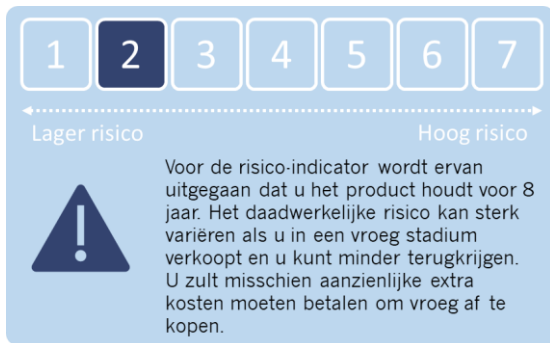 1 2 3 4 5 6 7
Lager risico Hoog risico
Voor de risico-indicator wordt ervan
uitgegaan dat u het product houdt voor 8
jaar. Het daadwerkelijke risico kan sterk
variëren als u in een vroeg stadium
verkoopt en u kunt minder terugkrijgen.
U zult misschien aanzienlijke extra
kosten moeten betalen om vroeg af te
kopen.